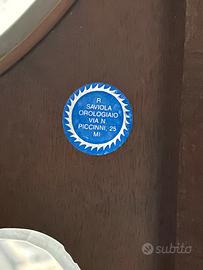 R
SAVIOLA
OROLOGIAIO
VIA N.
PICCINNI, 25
MI
subito